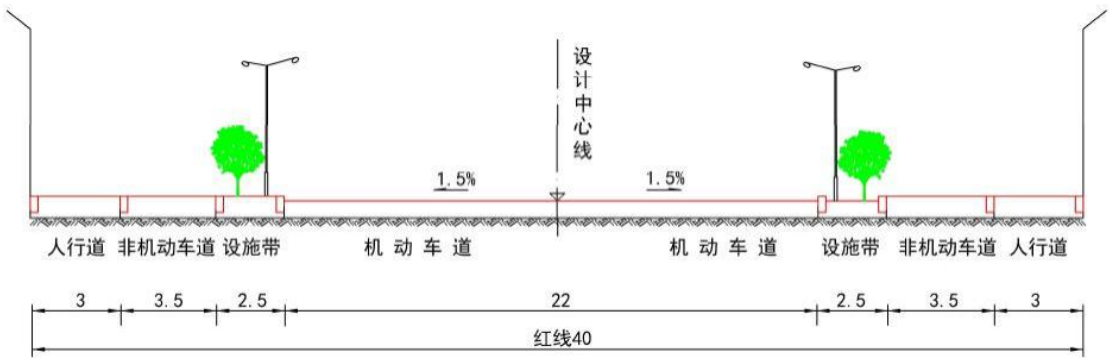 设计中心线
1.5% 1.5%
人行道 非机动车道 设施带 机动车道 机动车道 设施带 非机动车道 人行道
3 3.5 2.5 22 2.5 3.5 3
红线40